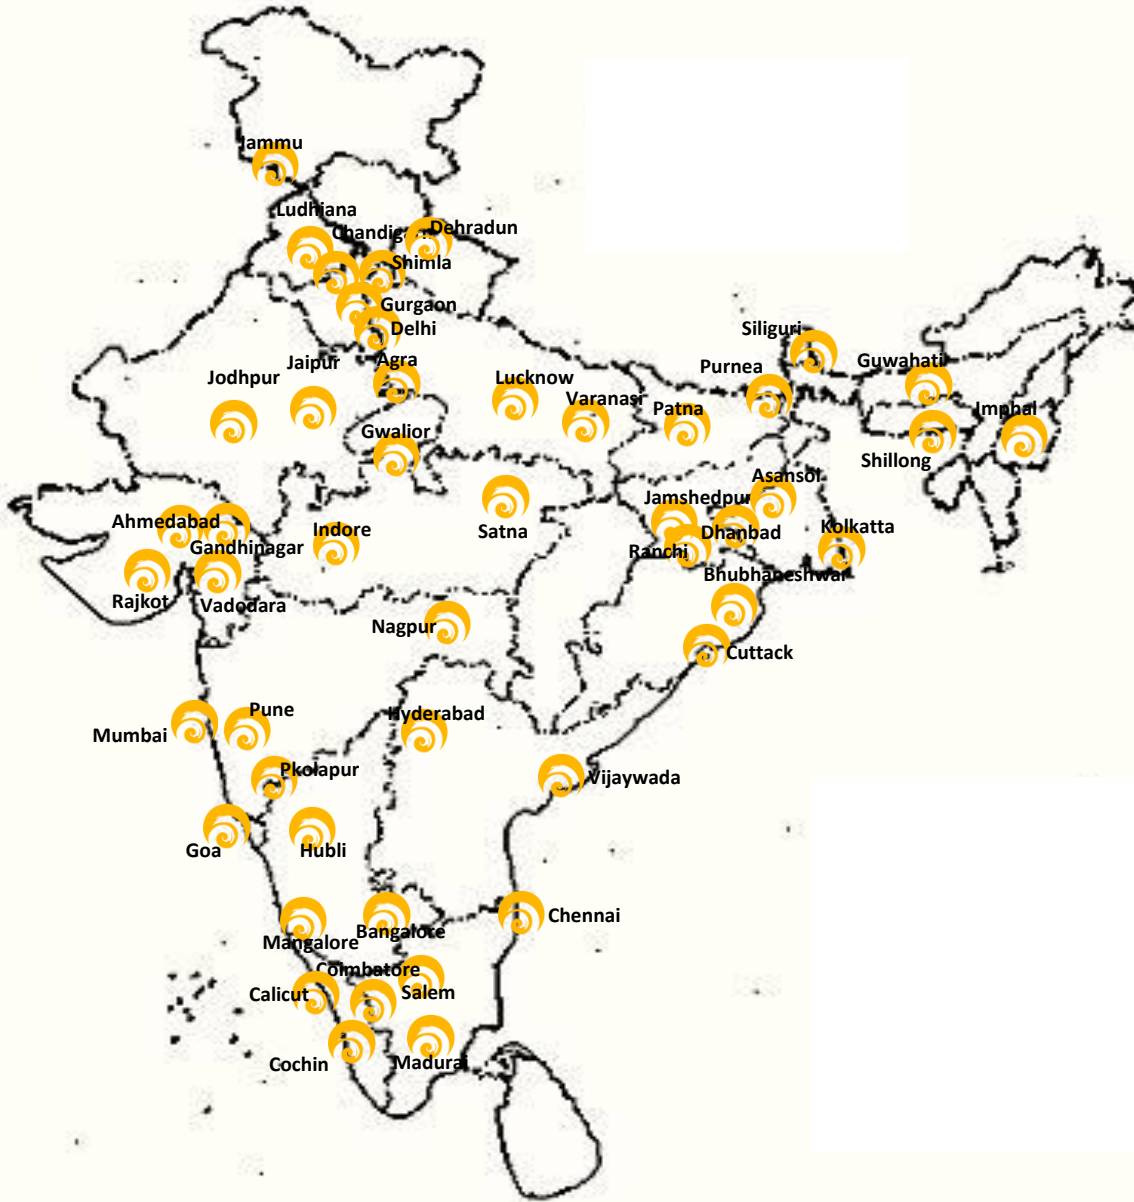 Jammu
Ludhiana
Dehradun
Chandigarh
Shimla
Gurgaon
Delhi
Siliguri
Jaipur
Agra
Guwahati
Purnea
Jodhpur
Lucknow
Varanasi
Patna
Imphal
Gwalior
Shillong
Asansol
Jamshedpur
Ahmedabad
Indore
Satna
Dhanbad
Kolkatta
Gandhinagar
Ranchi
Bhubhaneshwar
Rajkot
Vadodara
Nagpur
Cuttack
Pune
Hyderabad
Mumbai
Pkolapur
Vijaywada
Goa
Hubli
Chennai
Bangalore
Mangalore
Coimbatore
Calicut
Salem
Cochin
Madurai